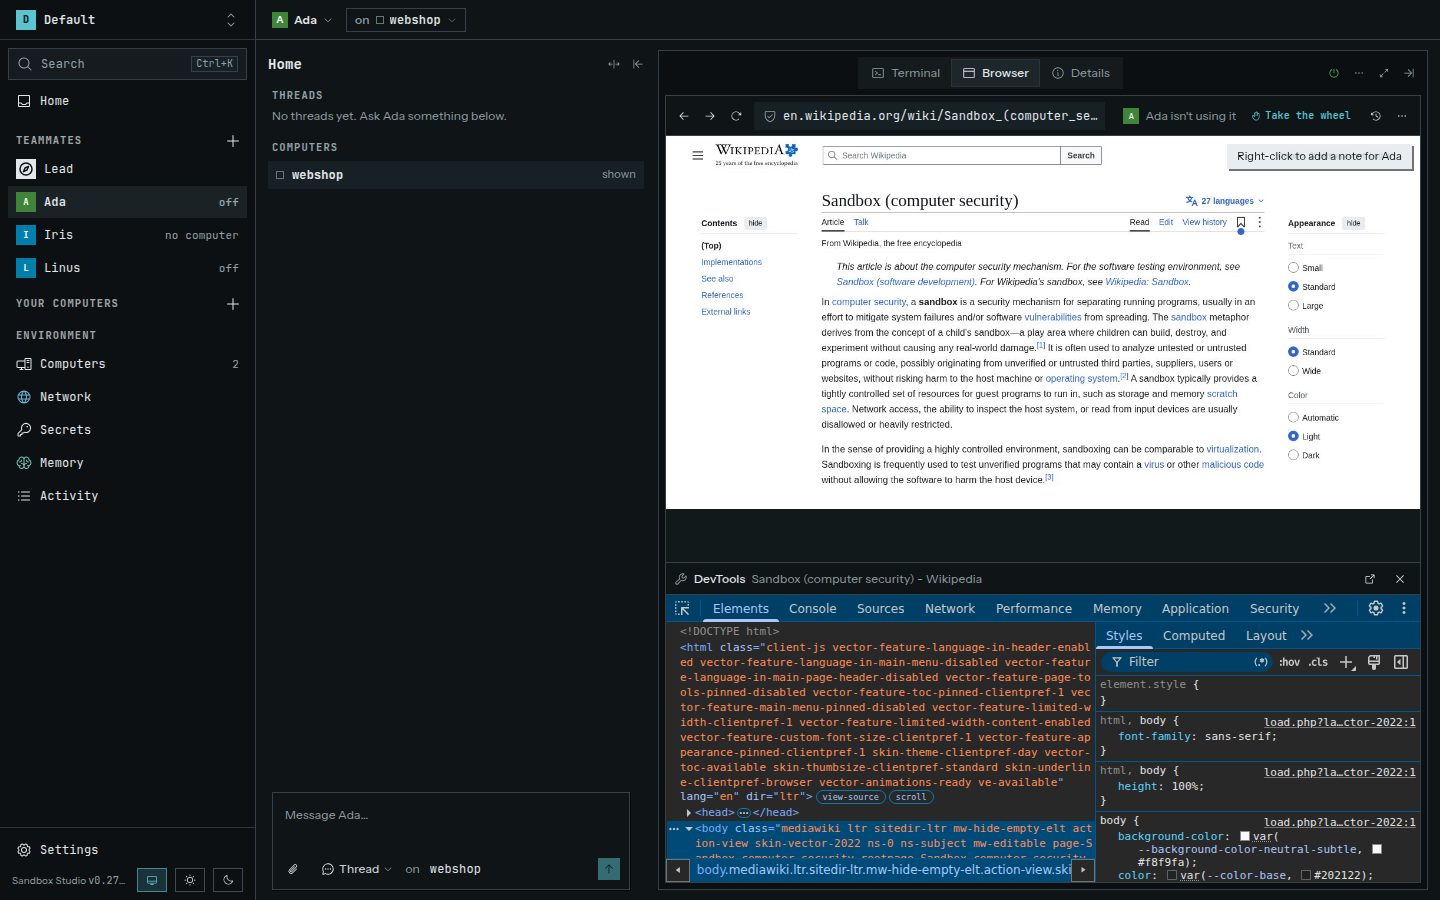 D Default
Search Ctrl+K
Home
TEAMMATES
Lead
A Ada off
I Iris no computer
L Linus off
YOUR COMPUTERS
ENVIRONMENT
Computers 2
Network
Secrets
Memory
Activity
Settings
Sandbox Studio v0.27…
A Ada on webshop
Home
THREADS
No threads yet. Ask Ada something below.
COMPUTERS
webshop shown
Message Ada...
Thread on webshop
Terminal Browser Details
en.wikipedia.org/wiki/Sandbox_(computer_se… A Ada isn't using it Take the wheel
WIKIPEDIA
25 years of the free encyclopedia
Search Wikipedia Search
Right-click to add a note for Ada
Sandbox (computer security)
27 languages
Contents hide
(Top)
Implementations
See also
References
External links
Article Talk Read Edit View history
From Wikipedia, the free encyclopedia
This article is about the computer security mechanism. For the software testing environment, see
Sandbox (software development). For Wikipedia's sandbox, see Wikipedia: Sandbox.
In computer security, a sandbox is a security mechanism for separating running programs, usually in an
effort to mitigate system failures and/or software vulnerabilities from spreading. The sandbox metaphor
derives from the concept of a child's sandbox—a play area where children can build, destroy, and
experiment without causing any real-world damage.[1] It is often used to analyze untested or untrusted
programs or code, possibly originating from unverified or untrusted third parties, suppliers, users or
websites, without risking harm to the host machine or operating system.[2] A sandbox typically provides a
tightly controlled set of resources for guest programs to run in, such as storage and memory scratch
space. Network access, the ability to inspect the host system, or read from input devices are usually
disallowed or heavily restricted.
In the sense of providing a highly controlled environment, sandboxing can be comparable to virtualization.
Sandboxing is frequently used to test unverified programs that may contain a virus or other malicious code
without allowing the software to harm the host device.[3]
Appearance hide
Text
Small
Standard
Large
Width
Standard
Wide
Color
Automatic
Light
Dark
DevTools Sandbox (computer security) - Wikipedia
Elements Console Sources Network Performance Memory Application Security
<!DOCTYPE html>
<html class="client-js vector-feature-language-in-header-enabl
ed vector-feature-language-in-main-menu-disabled vector-featur
e-language-in-main-page-header-disabled vector-feature-page-to
ols-pinned-disabled vector-feature-toc-pinned-clientpref-1 vec
tor-feature-main-menu-pinned-disabled vector-feature-limited-w
idth-clientpref-1 vector-feature-limited-width-content-enabled
vector-feature-custom-font-size-clientpref-1 vector-feature-ap
pearance-pinned-clientpref-1 skin-theme-clientpref-day vector-
toc-available skin-thumbsize-clientpref-standard skin-underlin
e-clientpref-browser vector-animations-ready ve-available"
lang="en" dir="ltr"> view-source scroll
<head> </head>
<body class="mediawiki ltr sitedir-ltr mw-hide-empty-elt act
ion-view skin-vector-2022 ns-0 ns-subject mw-editable page-S
andbox_computer_security rootpage-Sandbox_computer_security
body.mediawiki.ltr.sitedir-ltr.mw-hide-empty-elt.action-view.ski
Styles Computed Layout
Filter (.*) :hov .cls
element.style {
}
html, body { load.php?la…ctor-2022:1
font-family: sans-serif;
}
html, body { load.php?la…ctor-2022:1
height: 100%;
}
body { load.php?la…ctor-2022:1
background-color: var(
--background-color-neutral-subtle,
#f8f9fa);
color: var(--color-base, #202122);